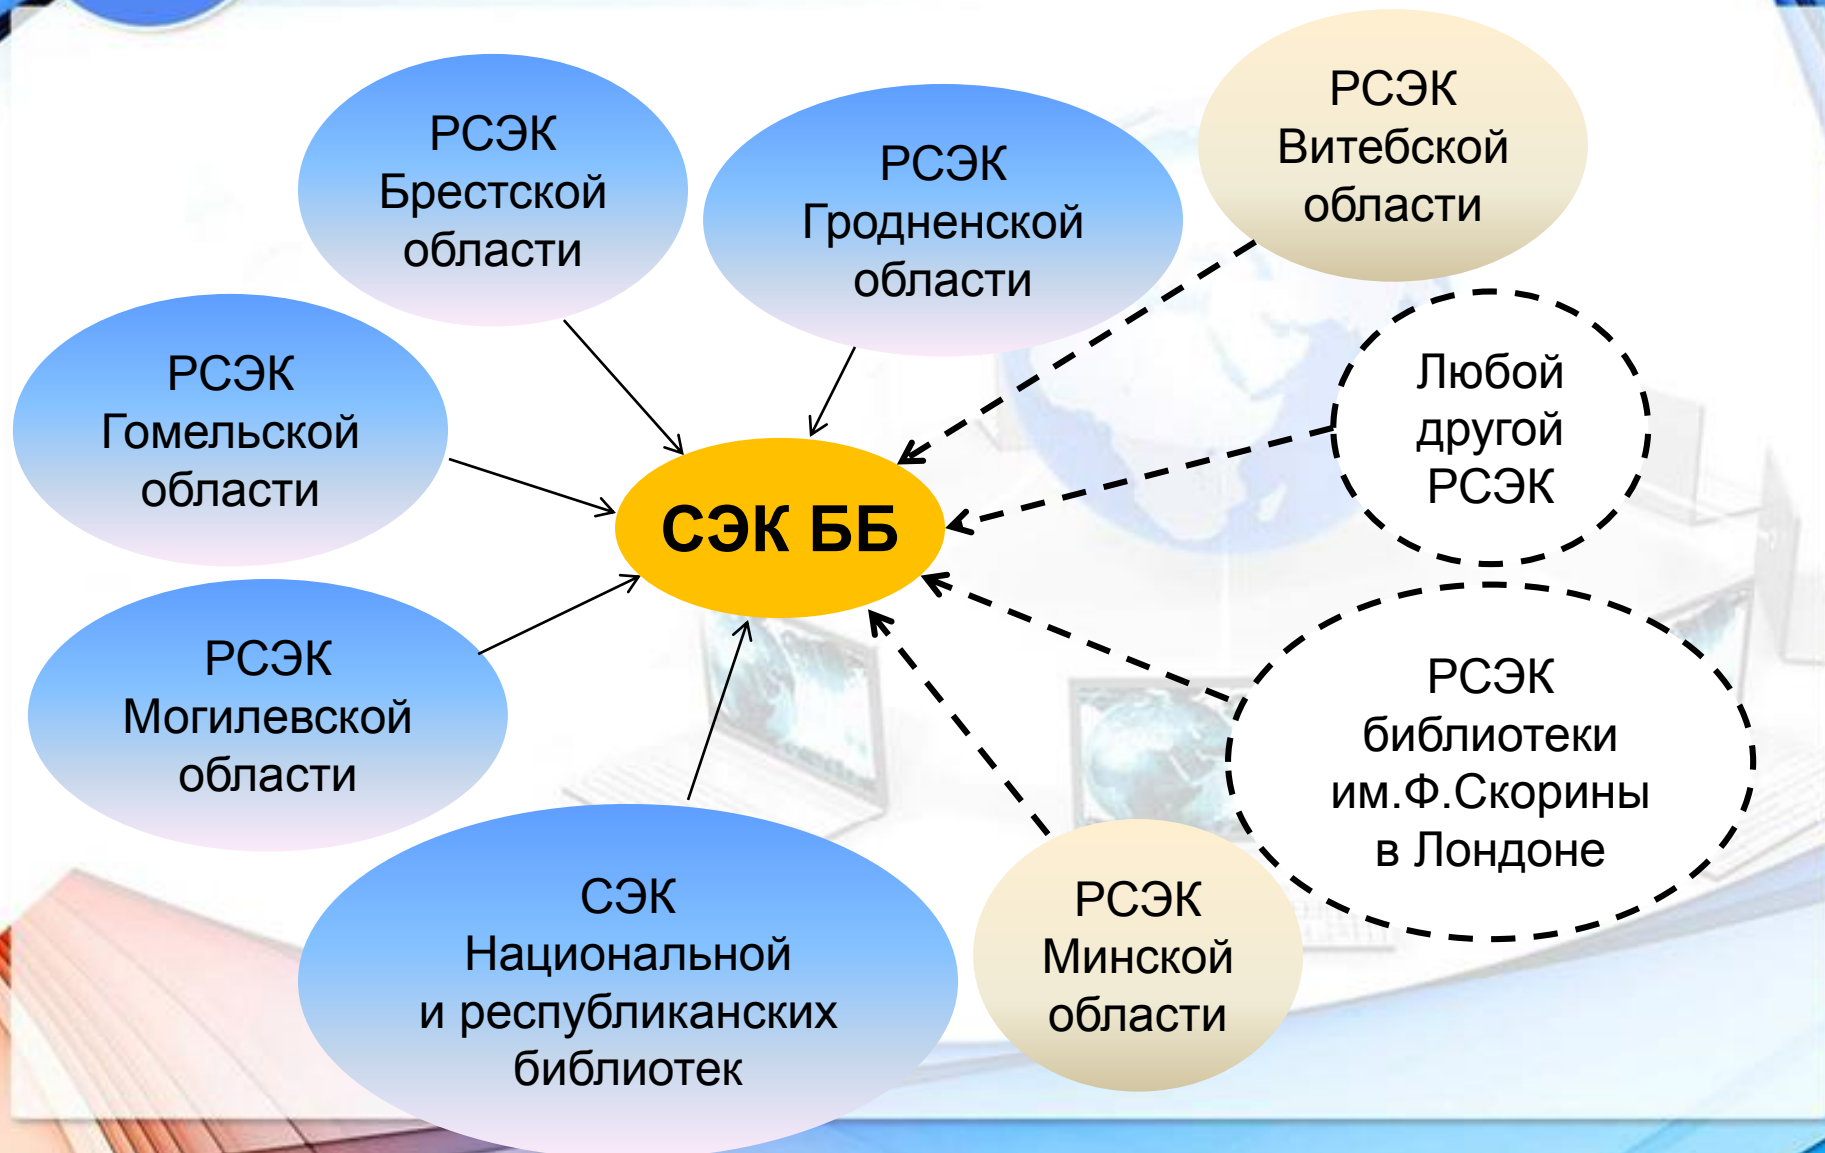 РСЭК
Брестской
области
РСЭК
Гродненской
области
РСЭК
Витебской
области
РСЭК
Гомельской
области
Любой
другой
РСЭК
СЭК ББ
РСЭК
Могилевской
области
РСЭК
библиотеки
им.Ф.Скорины
в Лондоне
СЭК
Национальной
и республиканских
библиотек
РСЭК
Минской
области